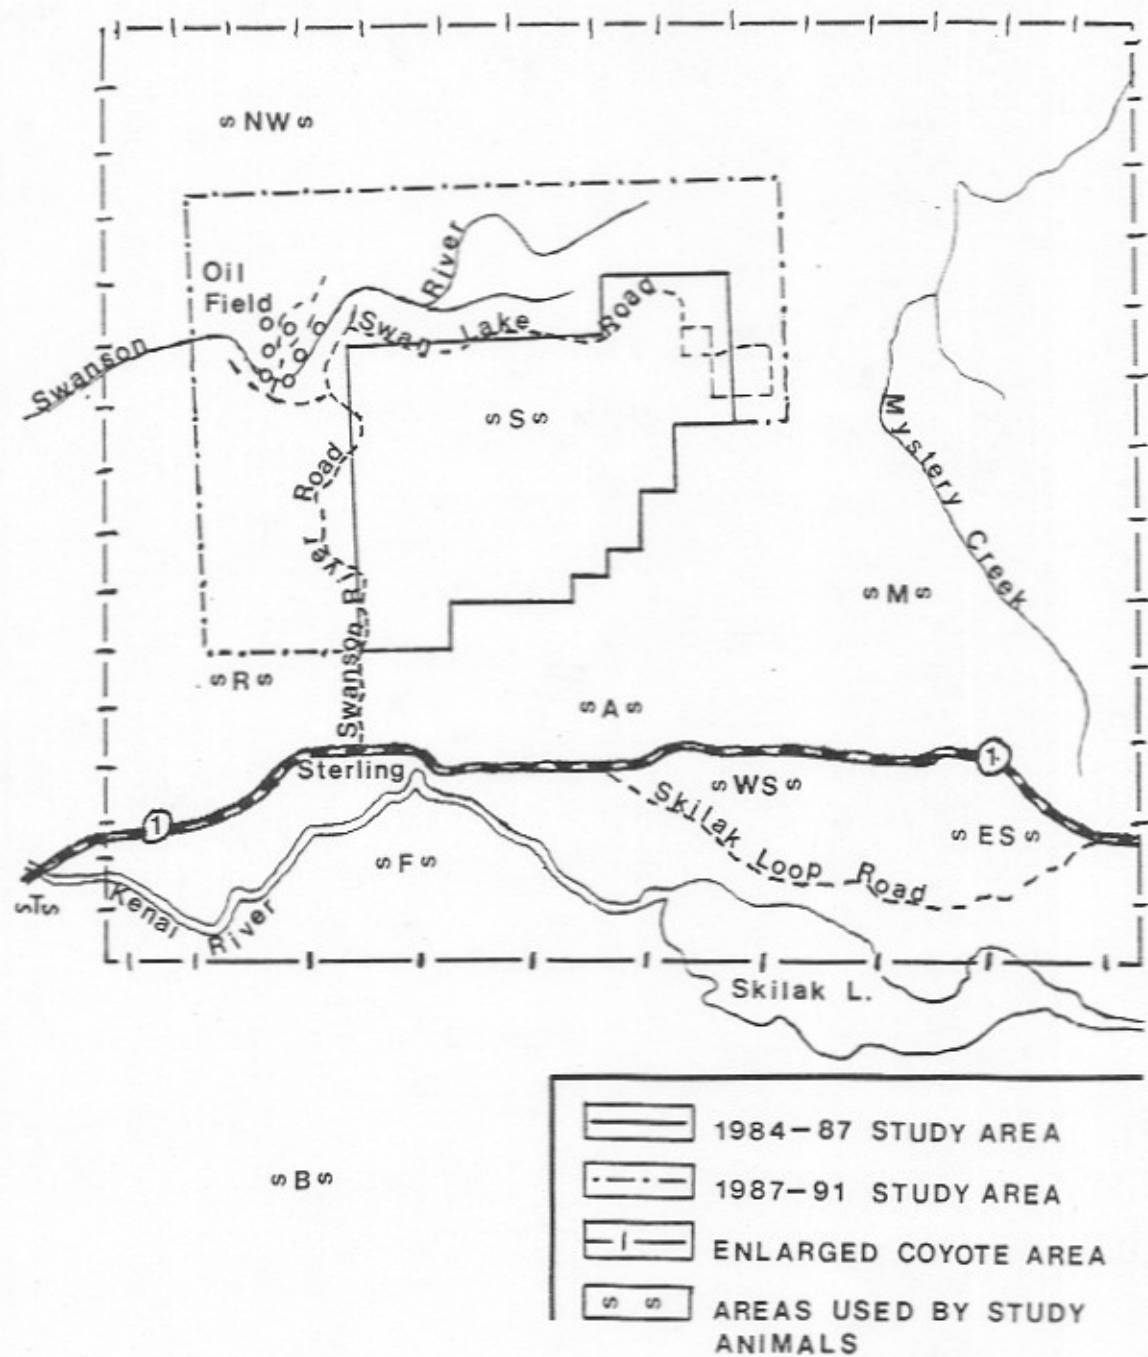 s NW s
Oil
Field
River
Swan Lake Road
Swanson
s S s
Swanson River Road
Mystery Creek
s M s
s R s
s A s
Sterling
1
s WS s
1
s F s
Skilak Loop Road
s ES s
sTs
Kenai River
Skilak L.
s B s
1984-87 STUDY AREA
1987-91 STUDY AREA
ENLARGED COYOTE AREA
s s AREAS USED BY STUDY
ANIMALS